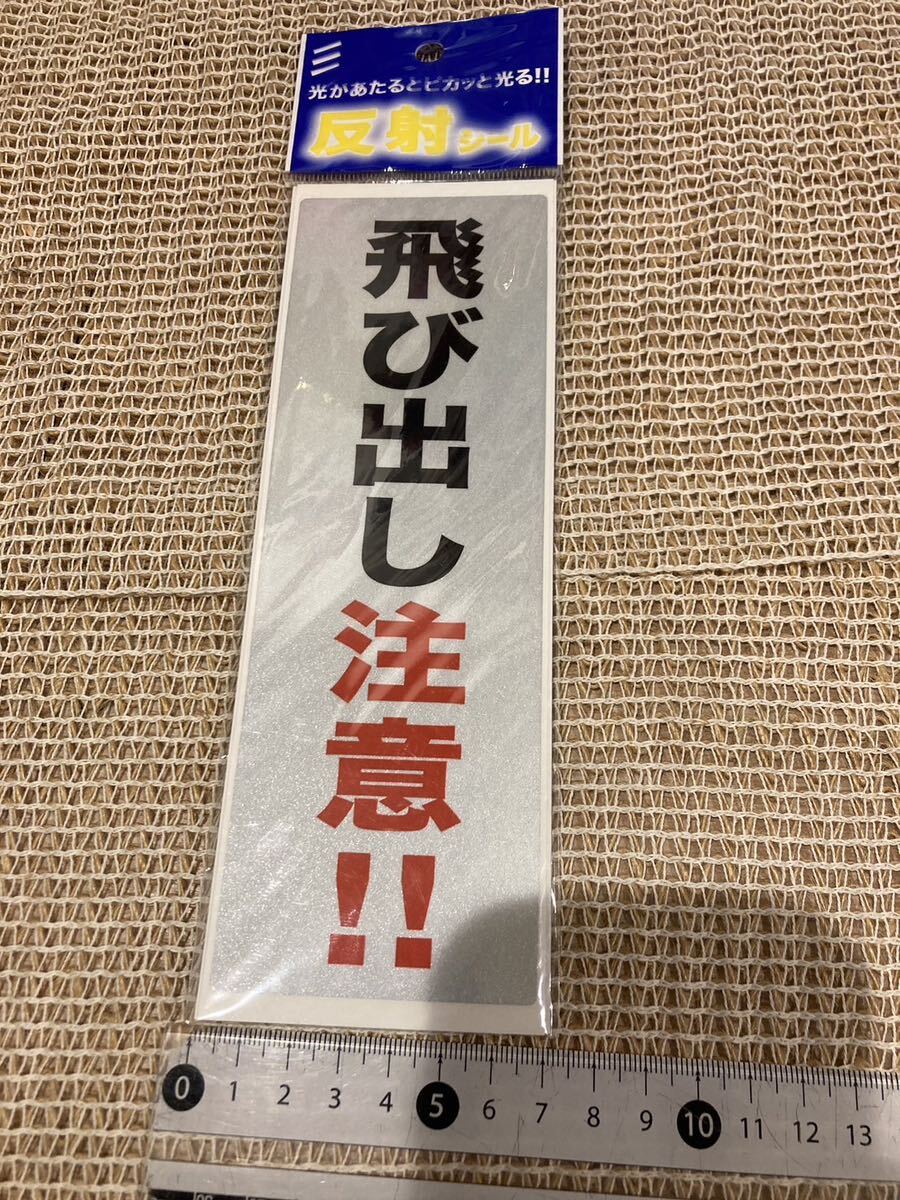 光があたるとピカッと光る!!
反射シール
飛び出し注意!!
0 1 2 3 4 5 6 7 8 9 10 11 12 13